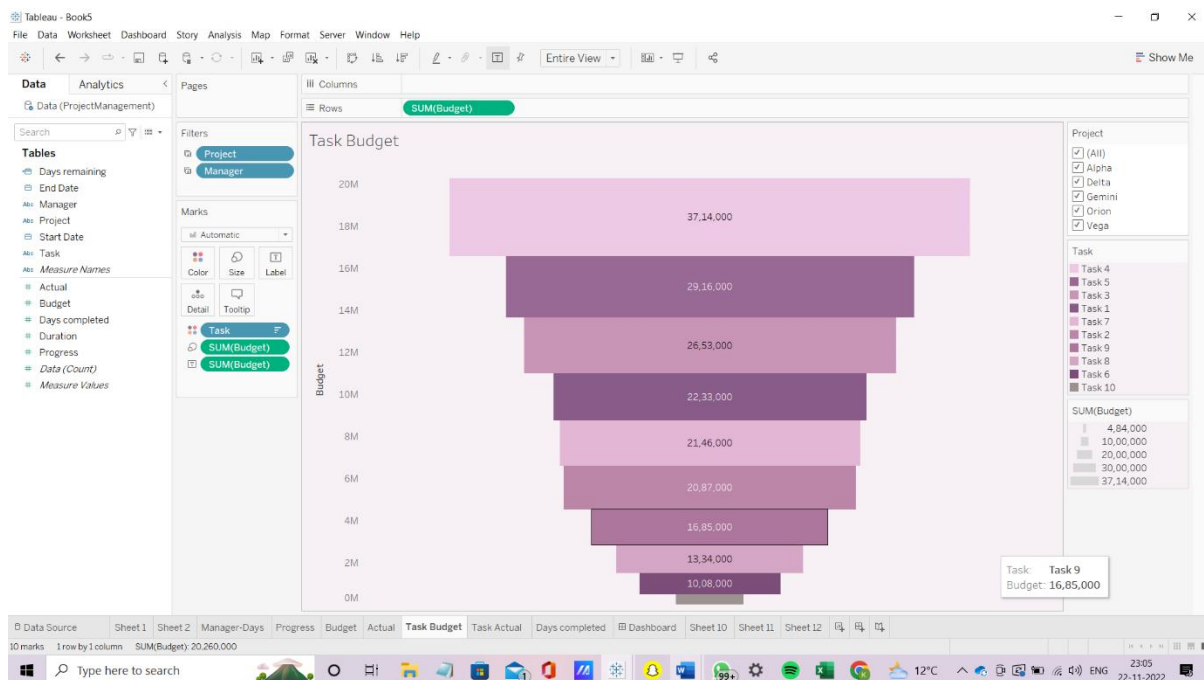 Tableau - Book5
File Data Worksheet Dashboard Story Analysis Map Format Server Window Help
Entire View
Show Me
Data Analytics
Data (ProjectManagement)
Search
Tables
Days remaining
End Date
Abc Manager
Abc Project
Start Date
Abc Task
Abc Measure Names
# Actual
# Budget
# Days completed
# Duration
# Progress
# Data (Count)
# Measure Values
Pages
Filters
Project
Manager
Marks
Automatic
Color Size Label
Detail Tooltip
Task
SUM(Budget)
SUM(Budget)
Columns
Rows SUM(Budget)
Task Budget
Budget
20M
18M
16M
14M
12M
10M
8M
6M
4M
2M
0M
37,14,000
29,16,000
26,53,000
22,33,000
21,46,000
20,87,000
16,85,000
13,34,000
10,08,000
Task: Task 9
Budget: 16,85,000
Project
(All)
Alpha
Delta
Gemini
Orion
Vega
Task
Task 4
Task 5
Task 3
Task 1
Task 7
Task 2
Task 9
Task 8
Task 6
Task 10
SUM(Budget)
4,84,000
10,00,000
20,00,000
30,00,000
37,14,000
Data Source Sheet 1 Sheet 2 Manager-Days Progress Budget Actual Task Budget Task Actual Days completed Dashboard Sheet 10 Sheet 11 Sheet 12
10 marks 1 row by 1 column SUM(Budget): 20,260,000
Type here to search
99+
12°C
ENG
23:05
22-11-2022